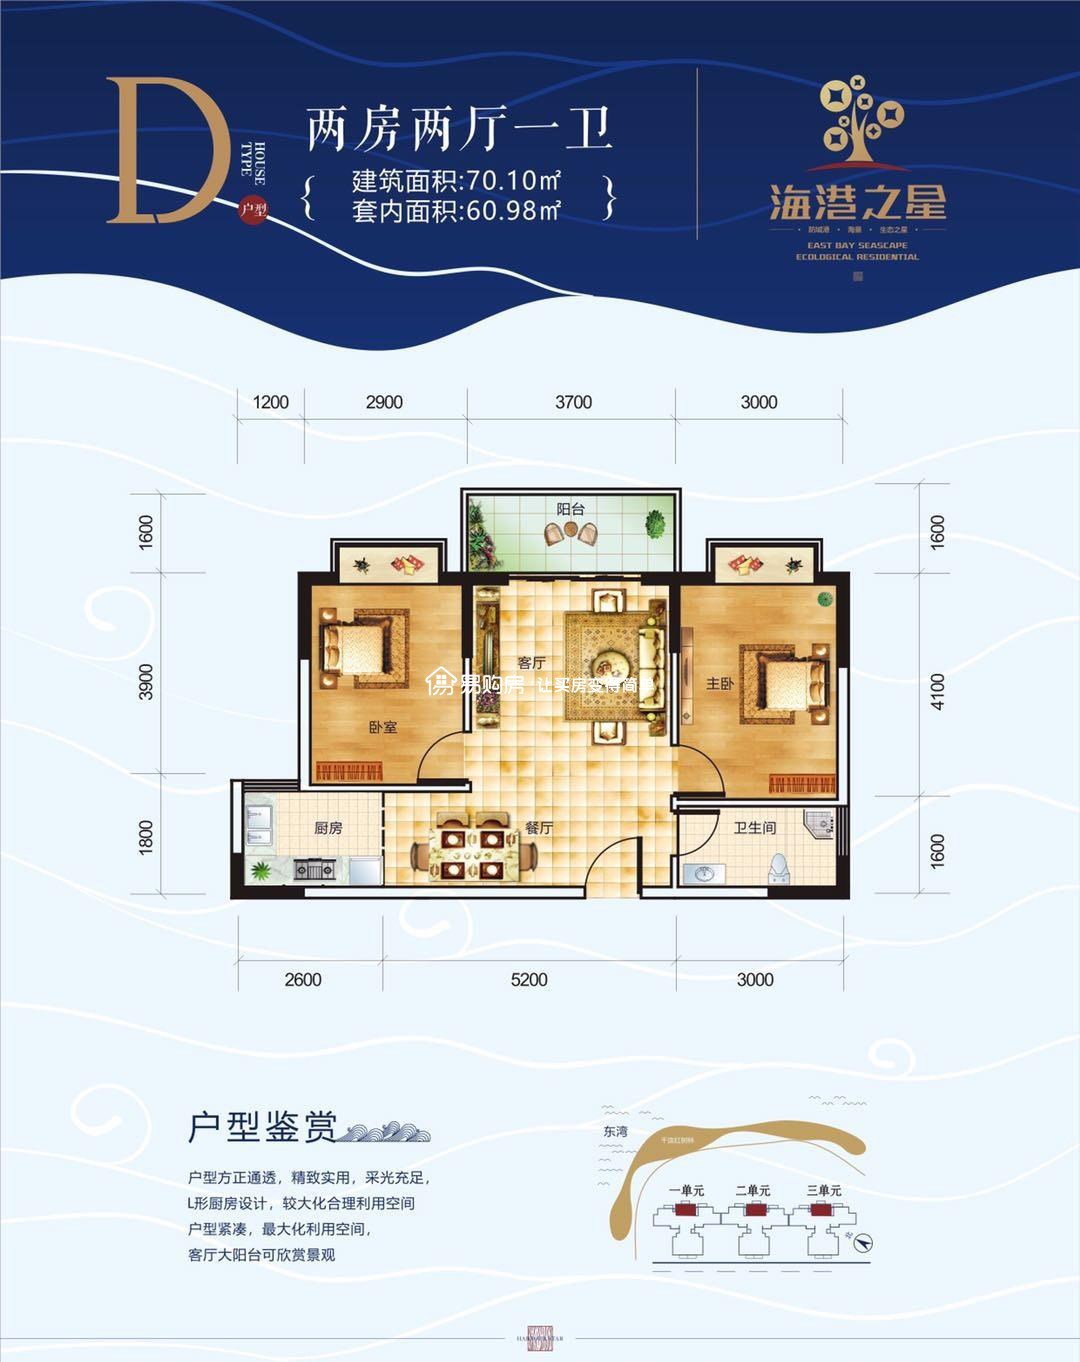 D
HOUSE
TYPE
户型
两房两厅一卫
建筑面积:70.10㎡
套内面积:60.98㎡
海港之星
防城港 · 海景 · 生态之星
EAST BAY SEASCAPE
ECOLOGICAL RESIDENTIAL
1200 2900 3700 3000
1600
3900
1800
1600
4100
1600
阳台
客厅
主卧
卧室
易购房 让买房变得简单
厨房
餐厅
卫生间
2600 5200 3000
户型鉴赏
户型方正通透，精致实用，采光充足，
L形厨房设计，较大化合理利用空间
户型紧凑，最大化利用空间，
客厅大阳台可欣赏景观
东湾
千亩红树林
一单元 二单元 三单元
北
HARBOUR STAR